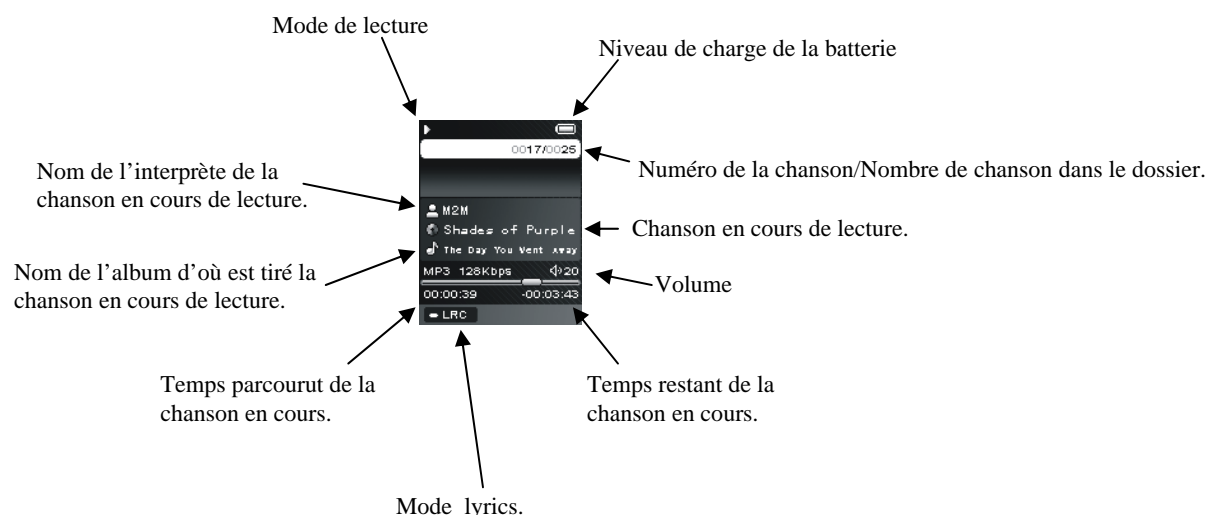 Mode de lecture
Niveau de charge de la batterie
0017/0025
Numéro de la chanson/Nombre de chanson dans le dossier.
Nom de l'interprète de la
chanson en cours de lecture.
M2M
Shades of Purple
Chanson en cours de lecture.
The Day You Went Away
Nom de l'album d'où est tiré la
chanson en cours de lecture.
MP3 128Kbps 20
Volume
00:00:39 -00:03:43
LRC
Temps parcourut de la
chanson en cours.
Temps restant de la
chanson en cours.
Mode lyrics.